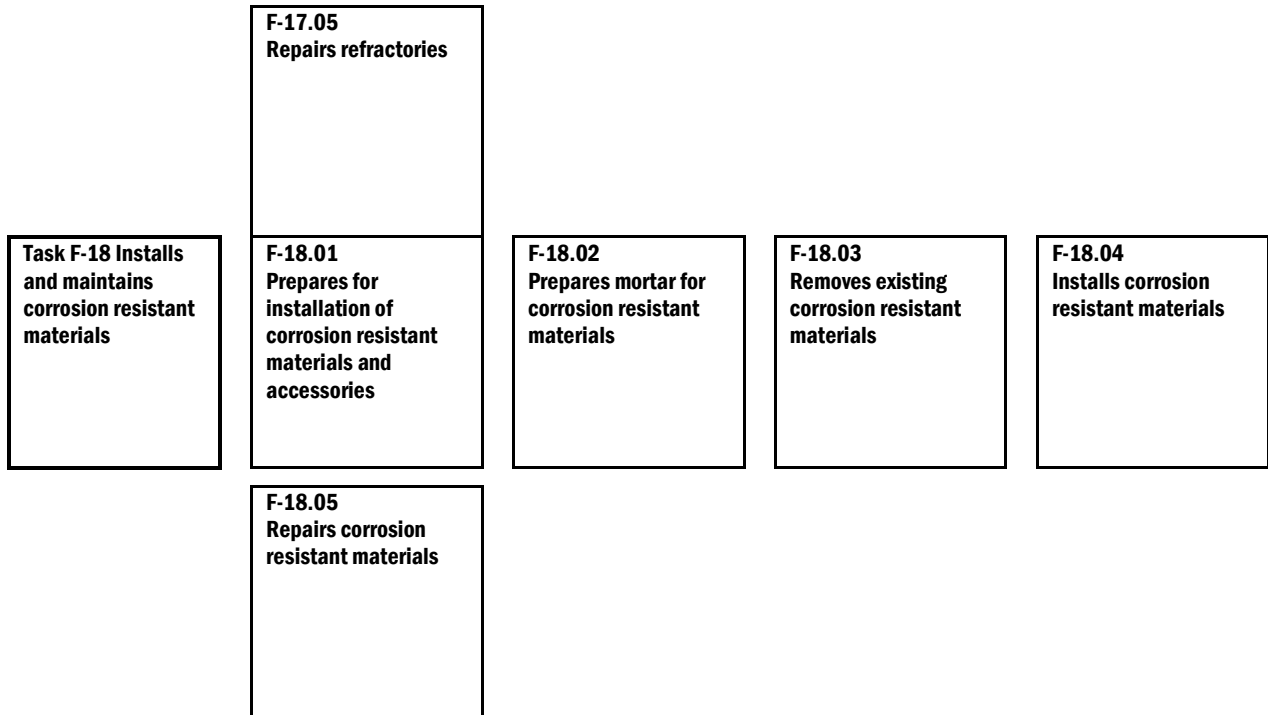 F-17.05
Repairs refractories
Task F-18 Installs
and maintains
corrosion resistant
materials
F-18.01
Prepares for
installation of
corrosion resistant
materials and
accessories
F-18.02
Prepares mortar for
corrosion resistant
materials
F-18.03
Removes existing
corrosion resistant
materials
F-18.04
Installs corrosion
resistant materials
F-18.05
Repairs corrosion
resistant materials